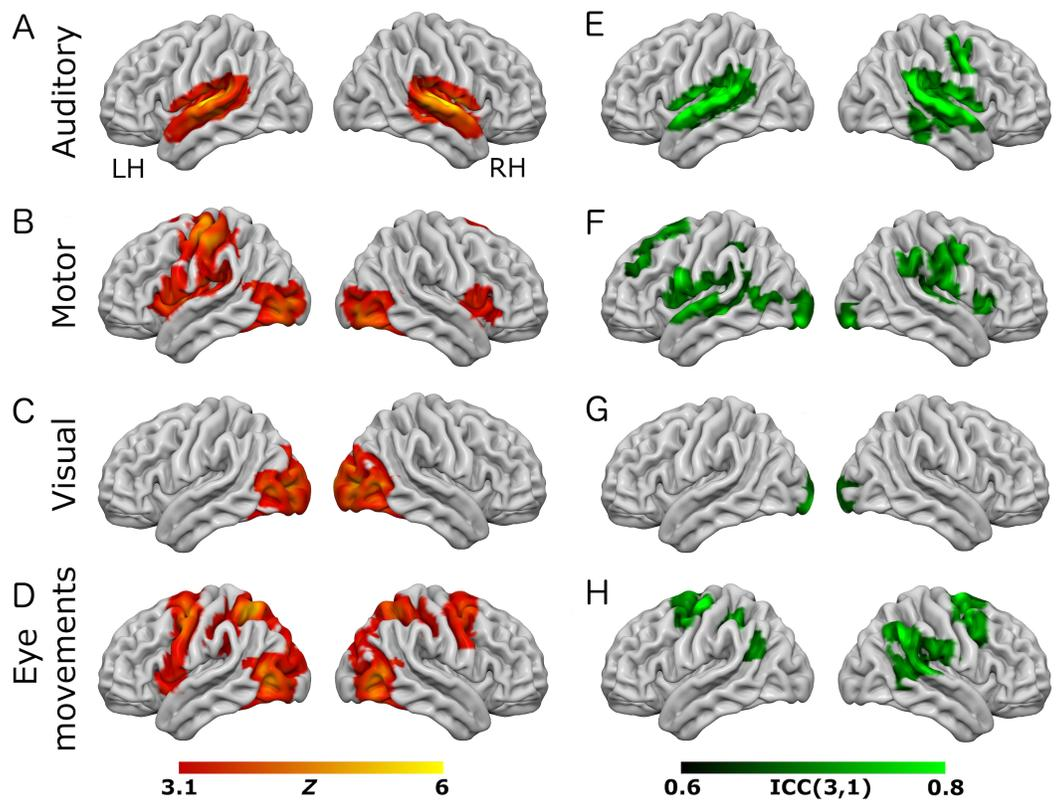 A
Auditory
LH
RH
E
B
Motor
F
C
Visual
G
D
Eye
movements
H
3.1 Z 6
0.6 ICC(3,1) 0.8